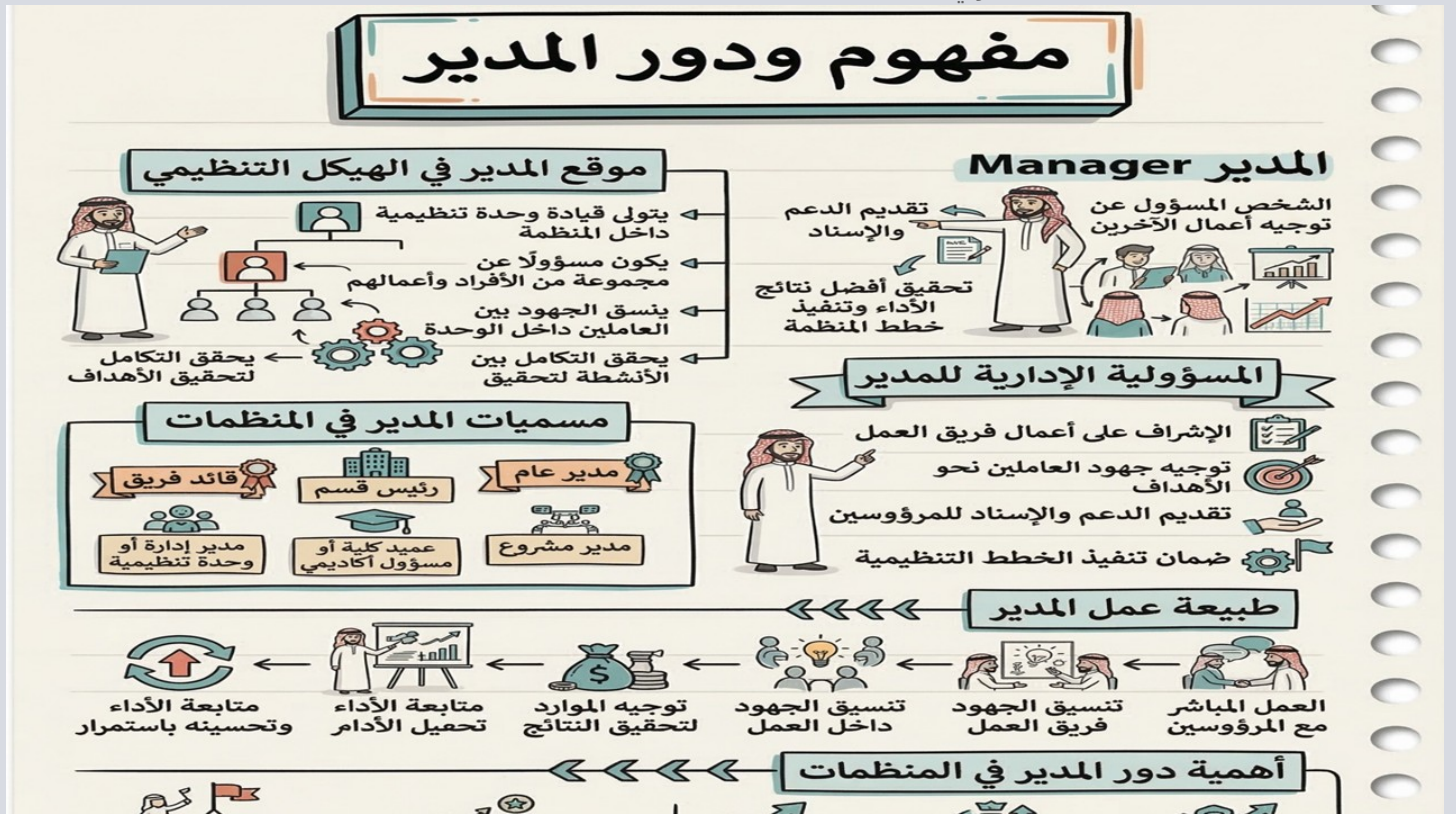 مفهوم ودور المدير
المدير Manager
الشخص المسؤول عن
توجيه أعمال الآخرين
تقديم الدعم
والإسناد
تحقيق أفضل نتائج
الأداء وتنفيذ
خطط المنظمة
موقع المدير في الهيكل التنظيمي
يتولى قيادة وحدة تنظيمية
داخل المنظمة
يكون مسؤولًا عن
مجموعة من الأفراد وأعمالهم
ينسق الجهود بين
العاملين داخل الوحدة
يحقق التكامل بين
الأنشطة لتحقيق
يحقق التكامل
لتحقيق الأهداف
المسؤولية الإدارية للمدير
الإشراف على أعمال فريق العمل
توجيه جهود العاملين نحو
الأهداف
تقديم الدعم والإسناد للمرؤوسين
ضمان تنفيذ الخطط التنظيمية
مسميات المدير في المنظمات
مدير عام
رئيس قسم
قائد فريق
مدير مشروع
عميد كلية أو
مسؤول أكاديمي
مدير إدارة أو
وحدة تنظيمية
طبيعة عمل المدير
العمل المباشر
مع المرؤوسين
تنسيق الجهود
فريق العمل
تنسيق الجهود
داخل العمل
توجيه الموارد
لتحقيق النتائج
$
متابعة الأداء
تحفيل الأدام
متابعة الأداء
وتحسينه باستمرار
أهمية دور المدير في المنظمات